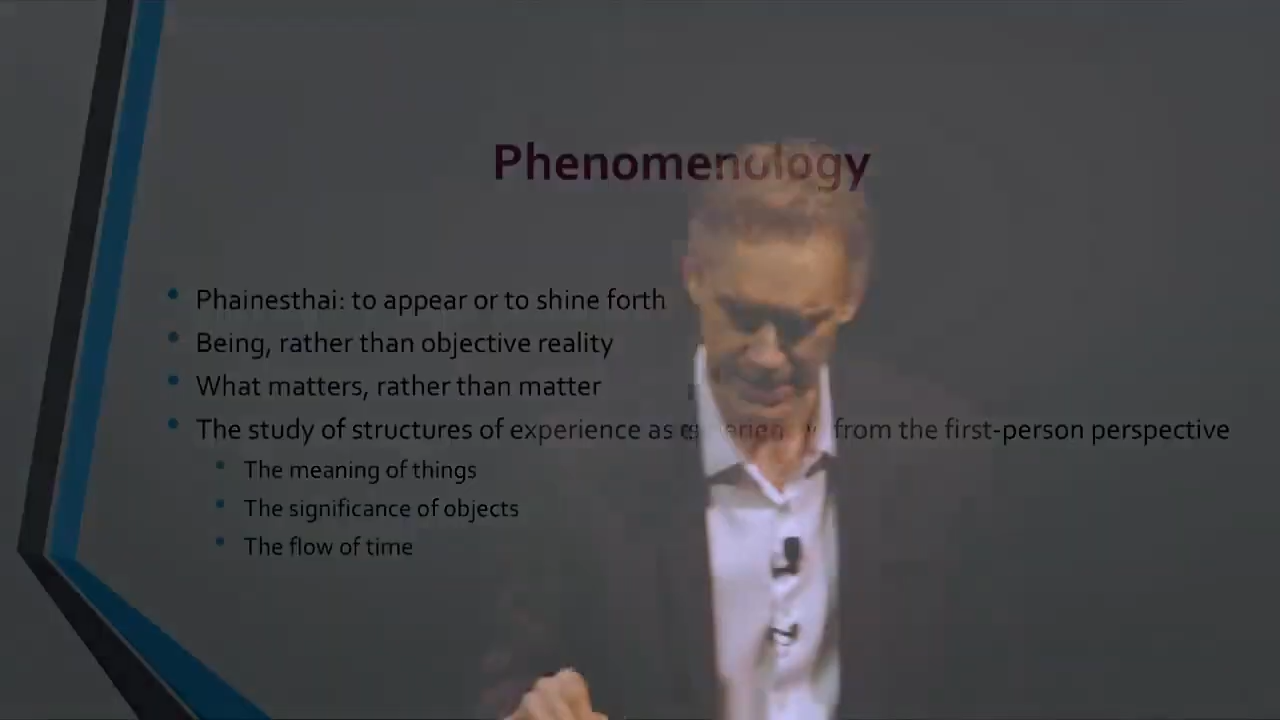 Phenomenology
Phainesthai: to appear or to shine forth
Being, rather than objective reality
What matters, rather than matter
The study of structures of experience as from the first-person perspective
The meaning of things
The significance of objects
The flow of time